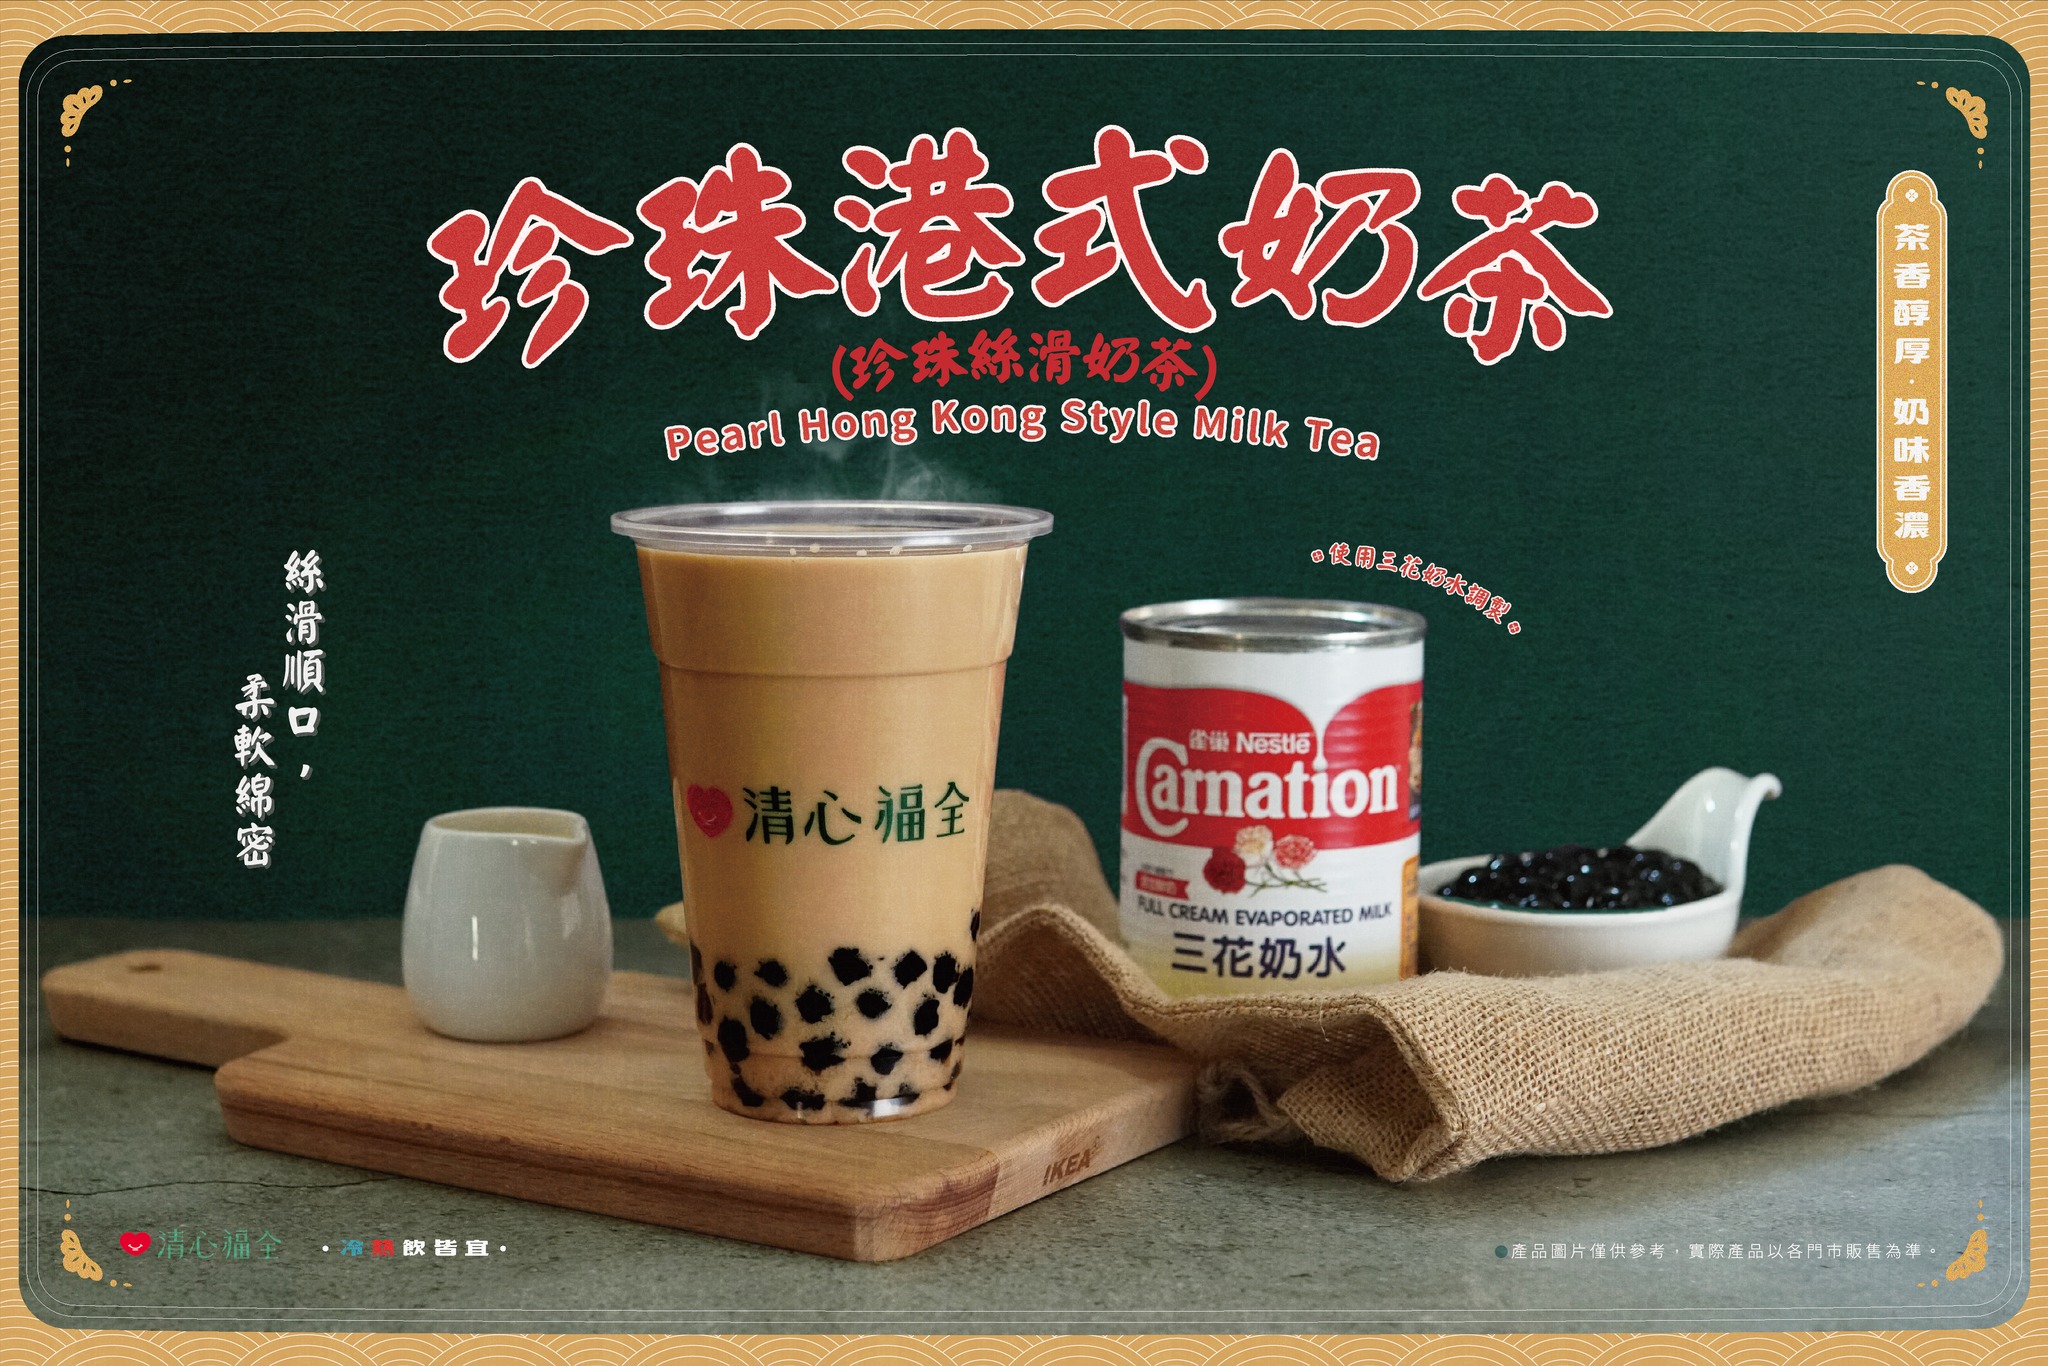 珍珠港式奶茶
(珍珠絲滑奶茶)
Pearl Hong Kong Style Milk Tea
茶香醇厚·奶味香濃
使用三花奶水調製
絲滑順口，
柔軟綿密
清心福全
雀巢 Nestlé
Carnation
FULL CREAM EVAPORATED MILK
三花奶水
IKEA
清心福全
·冷熱飲皆宜·
●產品圖片僅供參考，實際產品以各門市販售為準。